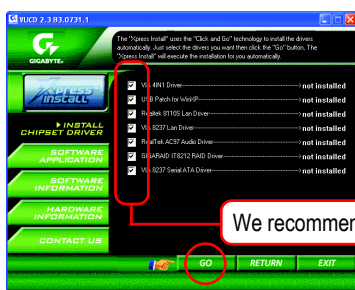 VUCD 2.3 B3.0731.1
GIGABYTE
The "Xpress Install" uses the "Click and Go" technology to install the drivers
automatically. Just select the drivers you want then click the "Go" button, The
"Xpress Install" will execute the installation for you automatically.
Xpress
INSTALL
INSTALL
CHIPSET DRIVER
SOFTWARE
APPLICATION
SOFTWARE
INFORMATION
HARDWARE
INFORMATION
CONTACT US
VIA 4IN1 Driver not installed
USB Patch for WinXP not installed
Realtek 8110S Lan Driver not installed
VIA 8237 Lan Driver not installed
RealTek AC97 Audio Driver not installed
GIGARAID IT8212 RAID Driver not installed
VIA 8237 Serial ATA Driver not installed
We recommen
GO RETURN EXIT